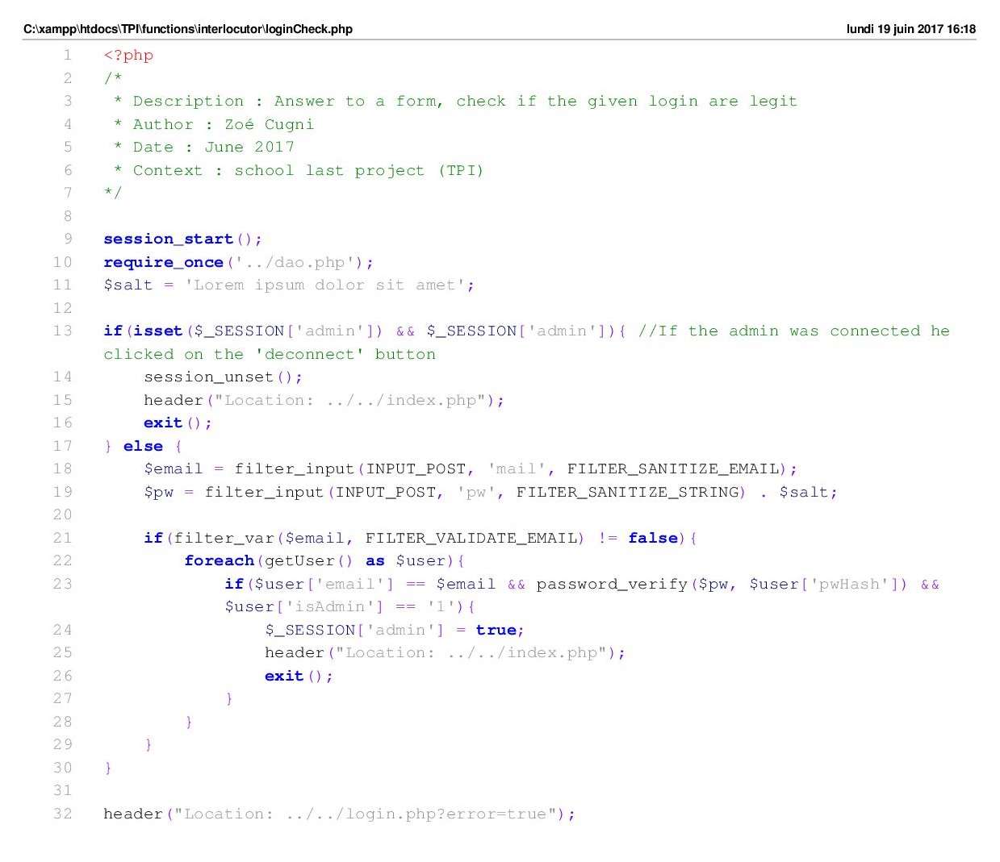 C:\xampp\htdocs\TPI\functions\interlocutor\loginCheck.php lundi 19 juin 2017 16:18
1 <?php
2 /*
3  * Description : Answer to a form, check if the given login are legit
4  * Author : Zoé Cugni
5  * Date : June 2017
6  * Context : school last project (TPI)
7 */
8
9 session_start();
10 require_once('../dao.php');
11 $salt = 'Lorem ipsum dolor sit amet';
12
13 if(isset($_SESSION['admin']) && $_SESSION['admin']){ //If the admin was connected he
clicked on the 'deconnect' button
14     session_unset();
15     header("Location: ../../index.php");
16     exit();
17 } else {
18     $email = filter_input(INPUT_POST, 'mail', FILTER_SANITIZE_EMAIL);
19     $pw = filter_input(INPUT_POST, 'pw', FILTER_SANITIZE_STRING) . $salt;
20
21     if(filter_var($email, FILTER_VALIDATE_EMAIL) != false){
22         foreach(getUser() as $user){
23             if($user['email'] == $email && password_verify($pw, $user['pwHash']) &&
            $user['isAdmin'] == '1'){
24                 $_SESSION['admin'] = true;
25                 header("Location: ../../index.php");
26                 exit();
27             }
28         }
29     }
30 }
31
32 header("Location: ../../login.php?error=true");